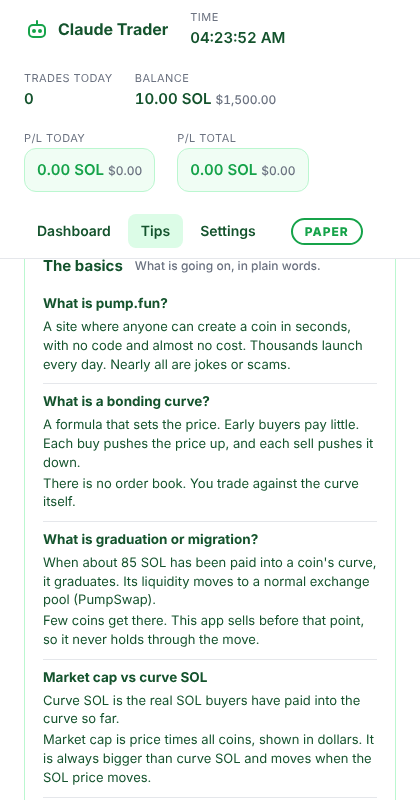 Claude Trader
TIME
04:23:52 AM
TRADES TODAY
0
BALANCE
10.00 SOL $1,500.00
P/L TODAY
0.00 SOL $0.00
P/L TOTAL
0.00 SOL $0.00
Dashboard
Tips
Settings
PAPER
The basics What is going on, in plain words.
What is pump.fun?
A site where anyone can create a coin in seconds,
with no code and almost no cost. Thousands launch
every day. Nearly all are jokes or scams.
What is a bonding curve?
A formula that sets the price. Early buyers pay little.
Each buy pushes the price up, and each sell pushes it
down.
There is no order book. You trade against the curve
itself.
What is graduation or migration?
When about 85 SOL has been paid into a coin's curve,
it graduates. Its liquidity moves to a normal exchange
pool (PumpSwap).
Few coins get there. This app sells before that point,
so it never holds through the move.
Market cap vs curve SOL
Curve SOL is the real SOL buyers have paid into the
curve so far.
Market cap is price times all coins, shown in dollars. It
is always bigger than curve SOL and moves when the
SOL price moves.